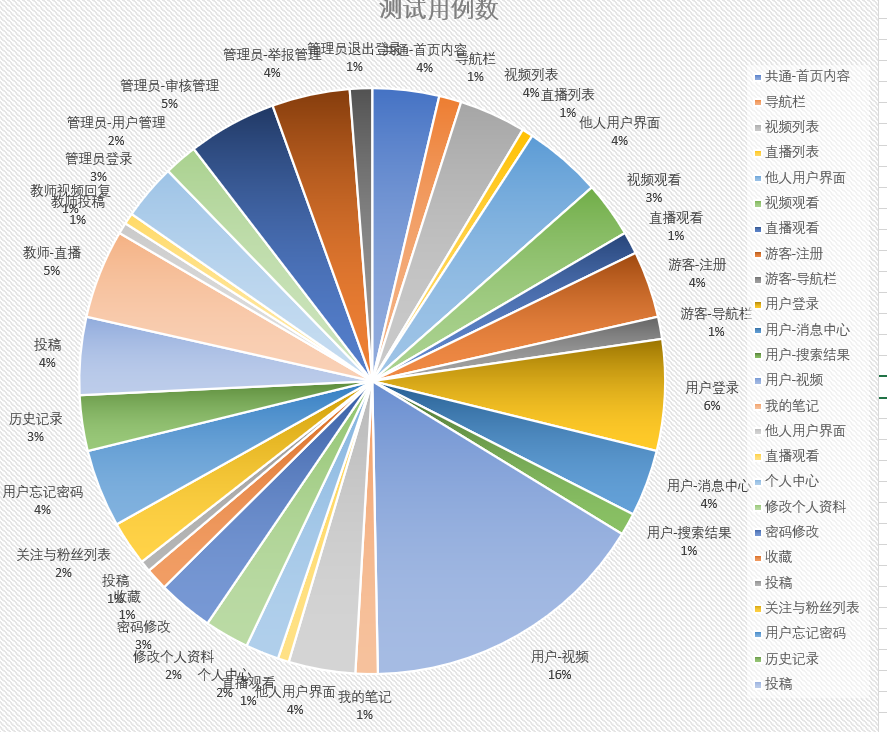 测试用例数
共通-首页内容
4%
导航栏
1%
视频列表
4%
直播列表
1%
他人用户界面
4%
视频观看
3%
直播观看
1%
游客-注册
4%
游客-导航栏
1%
用户登录
6%
用户-消息中心
4%
用户-搜索结果
1%
用户-视频
16%
我的笔记
1%
他人用户界面
4%
直播观看
1%
个人中心
2%
修改个人资料
2%
密码修改
3%
收藏
1%
投稿
1%
关注与粉丝列表
2%
用户忘记密码
4%
历史记录
3%
投稿
4%
教师-直播
5%
教师投稿
1%
教师视频回复
1%
管理员登录
3%
管理员-用户管理
2%
管理员-审核管理
5%
管理员-举报管理
4%
管理员退出登录
1%
共通-首页内容
导航栏
视频列表
直播列表
他人用户界面
视频观看
直播观看
游客-注册
游客-导航栏
用户登录
用户-消息中心
用户-搜索结果
用户-视频
我的笔记
他人用户界面
直播观看
个人中心
修改个人资料
密码修改
收藏
投稿
关注与粉丝列表
用户忘记密码
历史记录
投稿